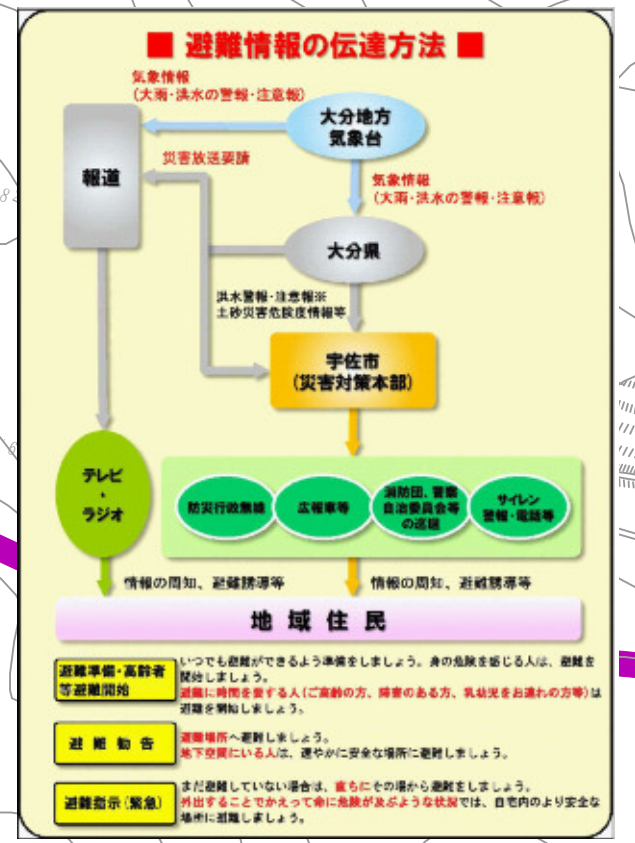 ■ 避難情報の伝達方法 ■
気象情報
(大雨・洪水の警報・注意報)
大分地方
気象台
報道
災害放送要請
気象情報
(大雨・洪水の警報・注意報)
大分県
洪水警報・注意報※
土砂災害危険度情報等
宇佐市
(災害対策本部)
テレビ
・
ラジオ
防災行政無線
広報車等
消防団、警察
自治委員会等
の巡回
サイレン
警報・電話等
情報の周知、避難誘導等
情報の周知、避難誘導等
地域住民
避難準備・高齢者
等避難開始
いつでも避難ができるよう準備をしましょう。身の危険を感じる人は、避難を
開始しましょう。
避難に時間を要する人(ご高齢の方、障害のある方、乳幼児をお連れの方等)は
避難を開始しましょう。
避難勧告
避難場所へ避難しましょう。
地下空間にいる人は、速やかに安全な場所に避難しましょう。
避難指示(緊急)
まだ避難していない場合は、直ちにその場から避難をしましょう。
外出することでかえって命に危険が及ぶような状況では、自宅内のより安全な
場所に避難しましょう。